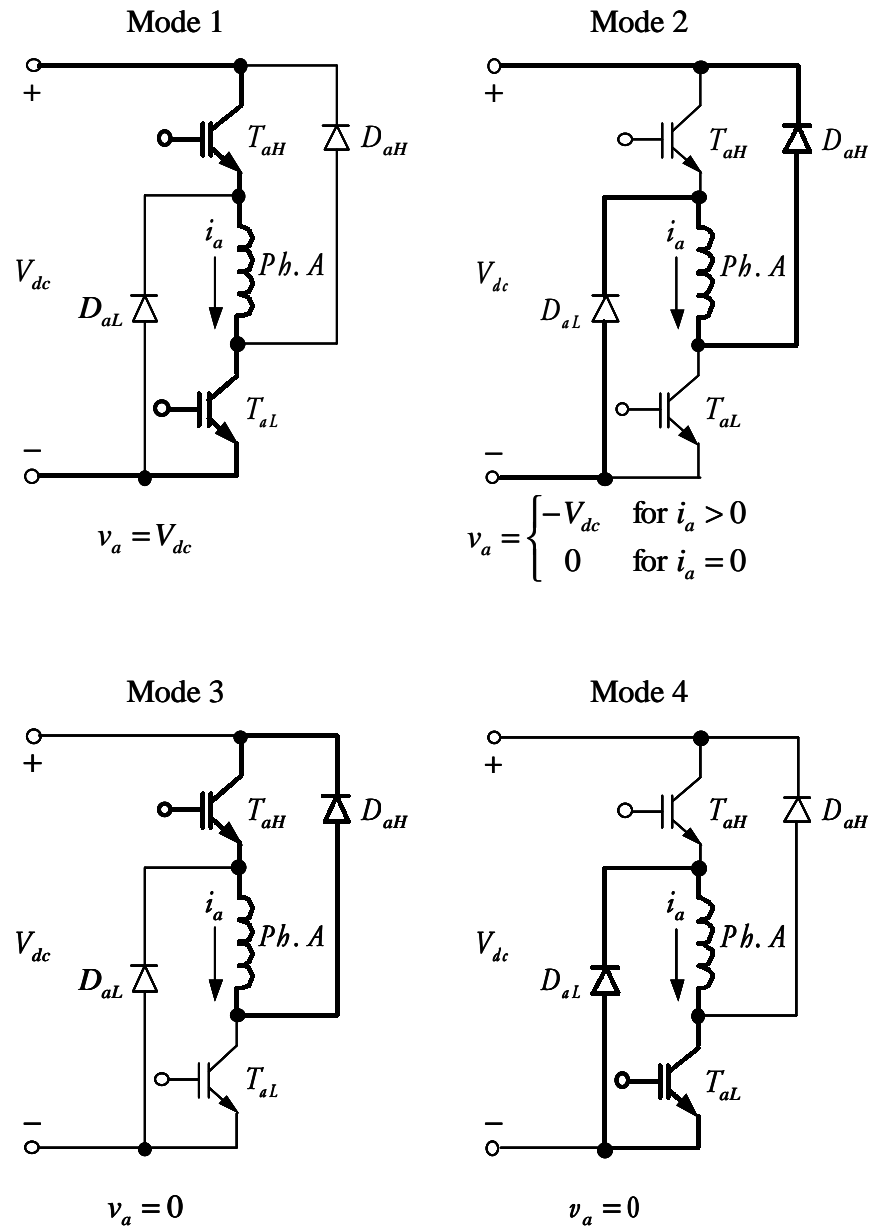 Mode 1
+
T_aH
D_aH
i_a
Ph. A
V_dc
D_aL
T_aL
−
v_a = V_dc
Mode 2
+
T_aH
D_aH
i_a
Ph. A
V_dc
D_aL
T_aL
−
v_a = { −V_dc for i_a > 0
0 for i_a = 0
Mode 3
+
T_aH
D_aH
i_a
Ph. A
V_dc
D_aL
T_aL
−
v_a = 0
Mode 4
+
T_aH
D_aH
i_a
Ph. A
V_dc
D_aL
T_aL
−
v_a = 0